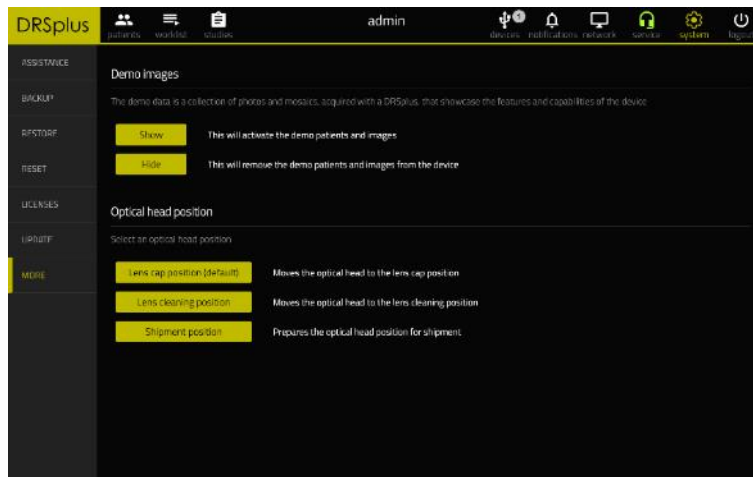 DRSplus
patients worklist studies
admin
1
devices notifications network service system logout
ASSISTANCE
BACKUP
RESTORE
RESET
LICENSES
UPDATE
MORE
Demo images
The demo data is a collection of photos and mosaics, acquired with a DRSplus, that showcase the features and capabilities of the device
Show This will activate the demo patients and images
Hide This will remove the demo patients and images from the device
Optical head position
Select an optical head position
Lens cap position (default) Moves the optical head to the lens cap position
Lens cleaning position Moves the optical head to the lens cleaning position
Shipment position Prepares the optical head position for shipment